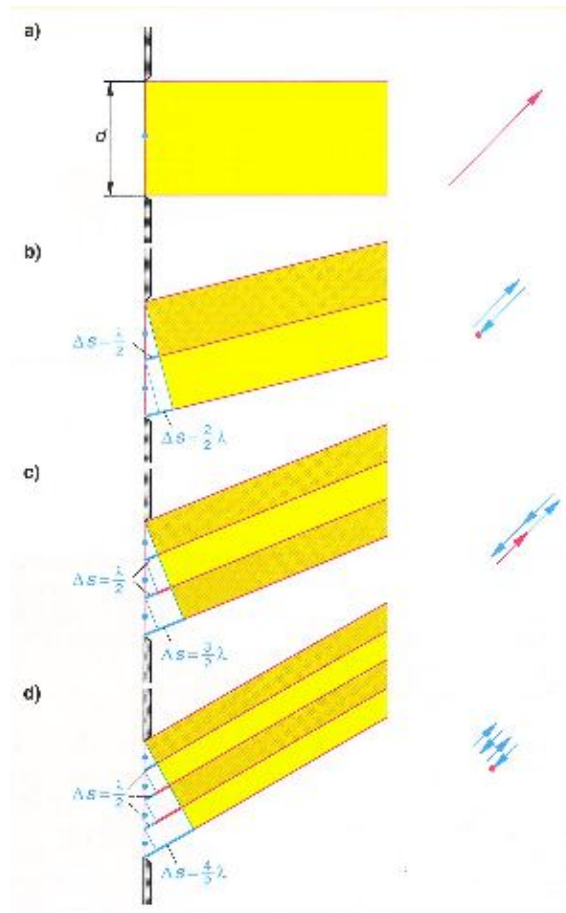 a)
d
b)
Δs = λ/2
Δs = 2/2 λ
c)
Δs = λ/2
Δs = 3/2 λ
d)
Δs = λ/2
Δs = 4/2 λ